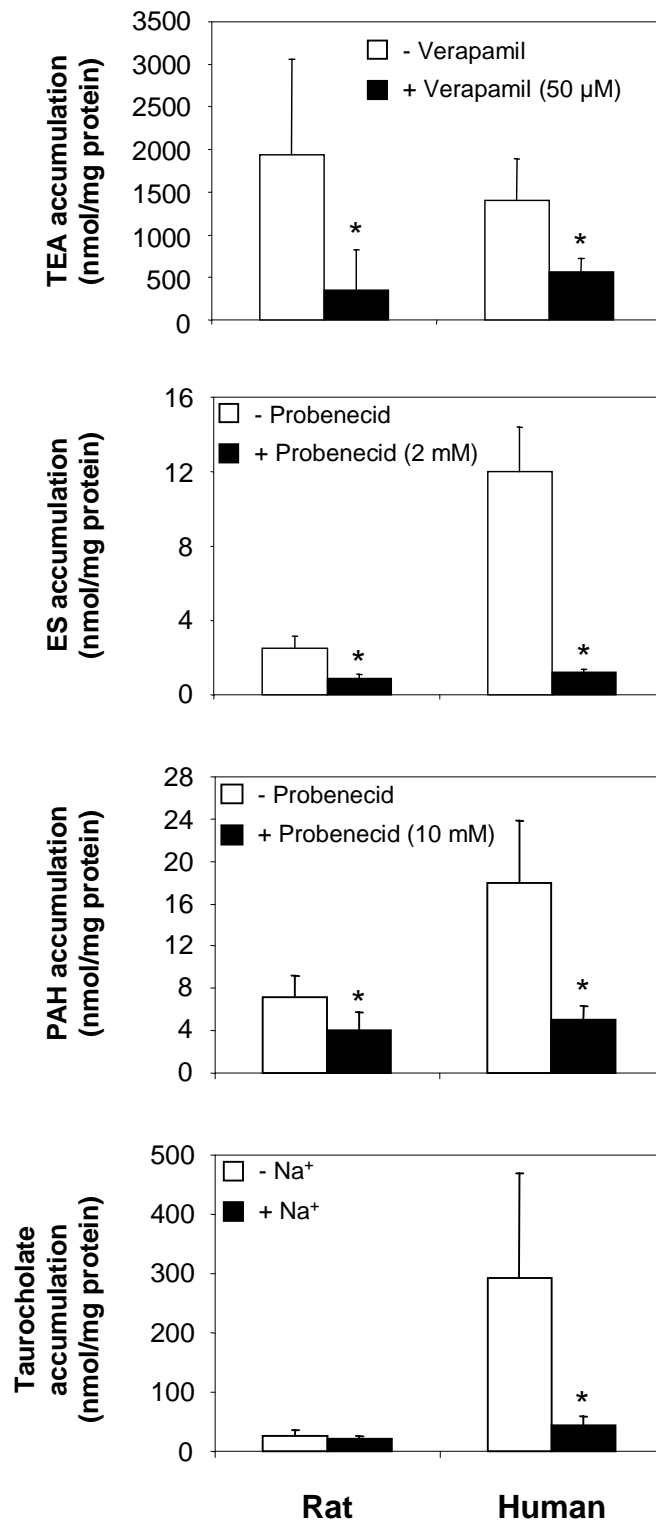 TEA accumulation
(nmol/mg protein)
3500
3000
2500
2000
1500
1000
500
0
- Verapamil
+ Verapamil (50 µM)
*
*
ES accumulation
(nmol/mg protein)
16
12
8
4
0
- Probenecid
+ Probenecid (2 mM)
*
*
PAH accumulation
(nmol/mg protein)
28
24
20
16
12
8
4
0
- Probenecid
+ Probenecid (10 mM)
*
*
Taurocholate
accumulation
(nmol/mg protein)
500
400
300
200
100
0
- Na⁺
+ Na⁺
*
Rat Human